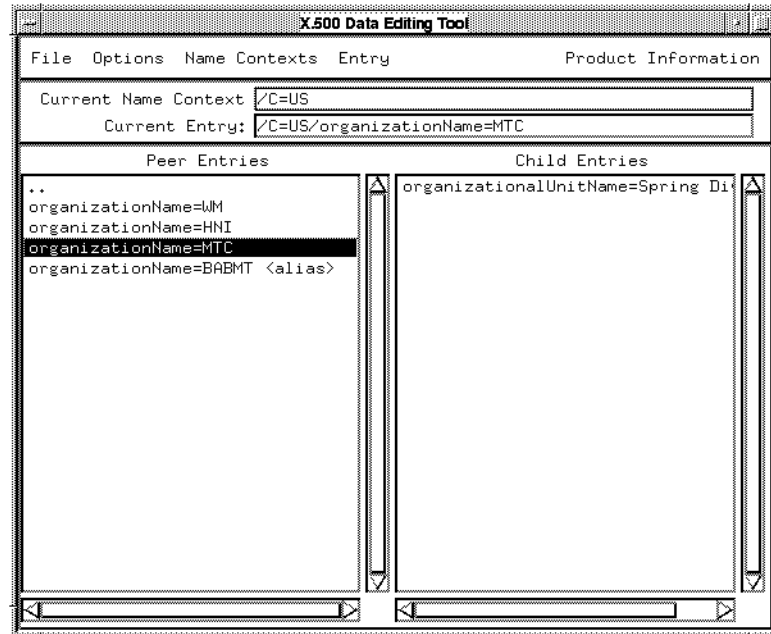 X.500 Data Editing Tool
File Options Name Contexts Entry Product Information
Current Name Context /C=US
Current Entry: /C=US/organizationName=MTC
Peer Entries
Child Entries
..
organizationName=WM
organizationName=HNI
organizationName=MTC
organizationName=BABMT <alias>
organizationalUnitName=Spring Di